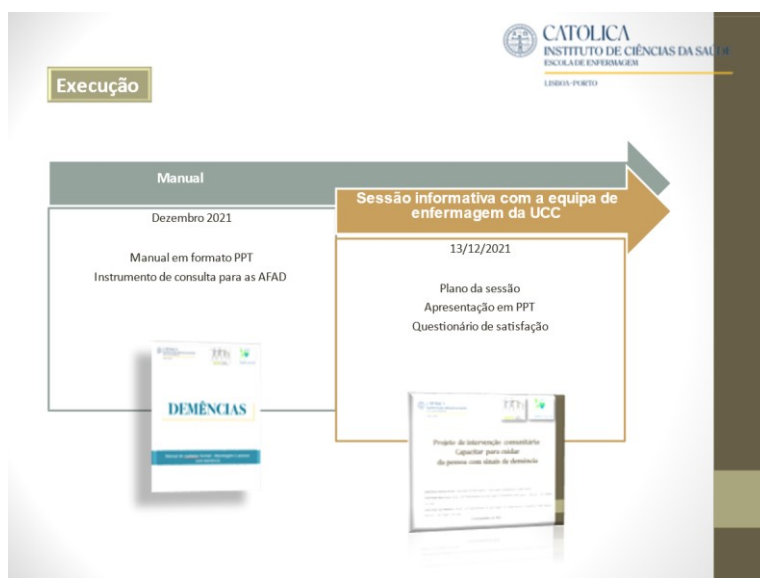 CATOLICA
INSTITUTO DE CIÊNCIAS DA SAÚDE
ESCOLA DE ENFERMAGEM
LISBOA·PORTO
Execução
Manual
Dezembro 2021
Manual em formato PPT
Instrumento de consulta para as AFAD
Sessão informativa com a equipa de
enfermagem da UCC
13/12/2021
Plano da sessão
Apresentação em PPT
Questionário de satisfação
DEMÊNCIAS
Projeto de intervenção comunitária
Capacitar para cuidar
da pessoa com sinais de demência